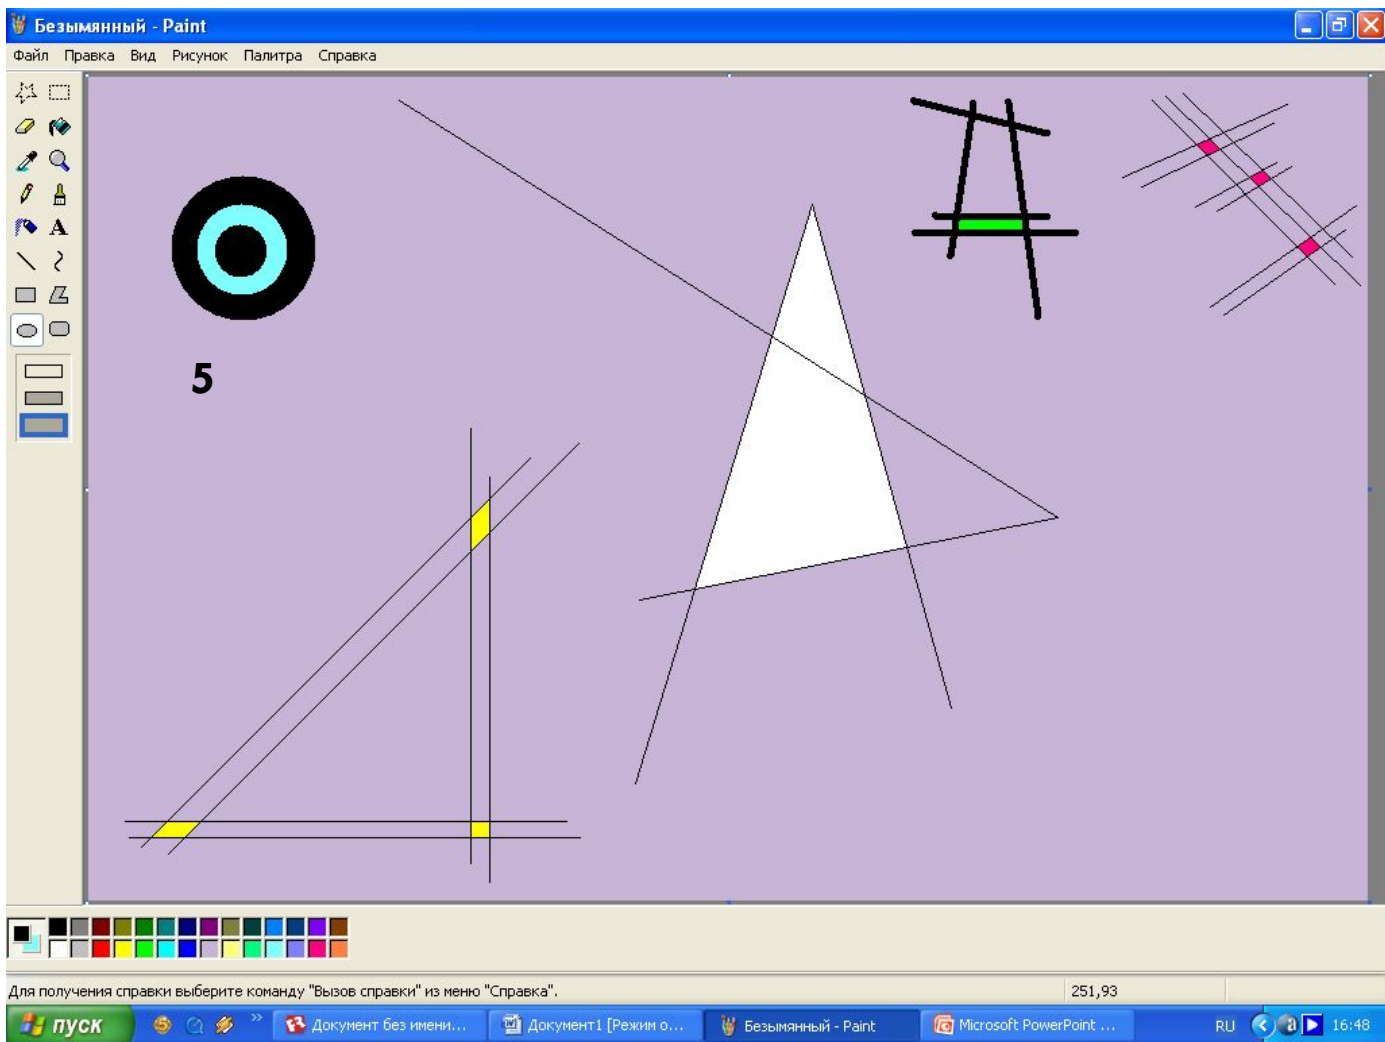 Безымянный - Paint
Файл Правка Вид Рисунок Палитра Справка
A
5
Для получения справки выберите команду "Вызов справки" из меню "Справка".
251,93
пуск
Документ без имени...
Документ1 [Режим о...
Безымянный - Paint
Microsoft PowerPoint ...
RU
16:48